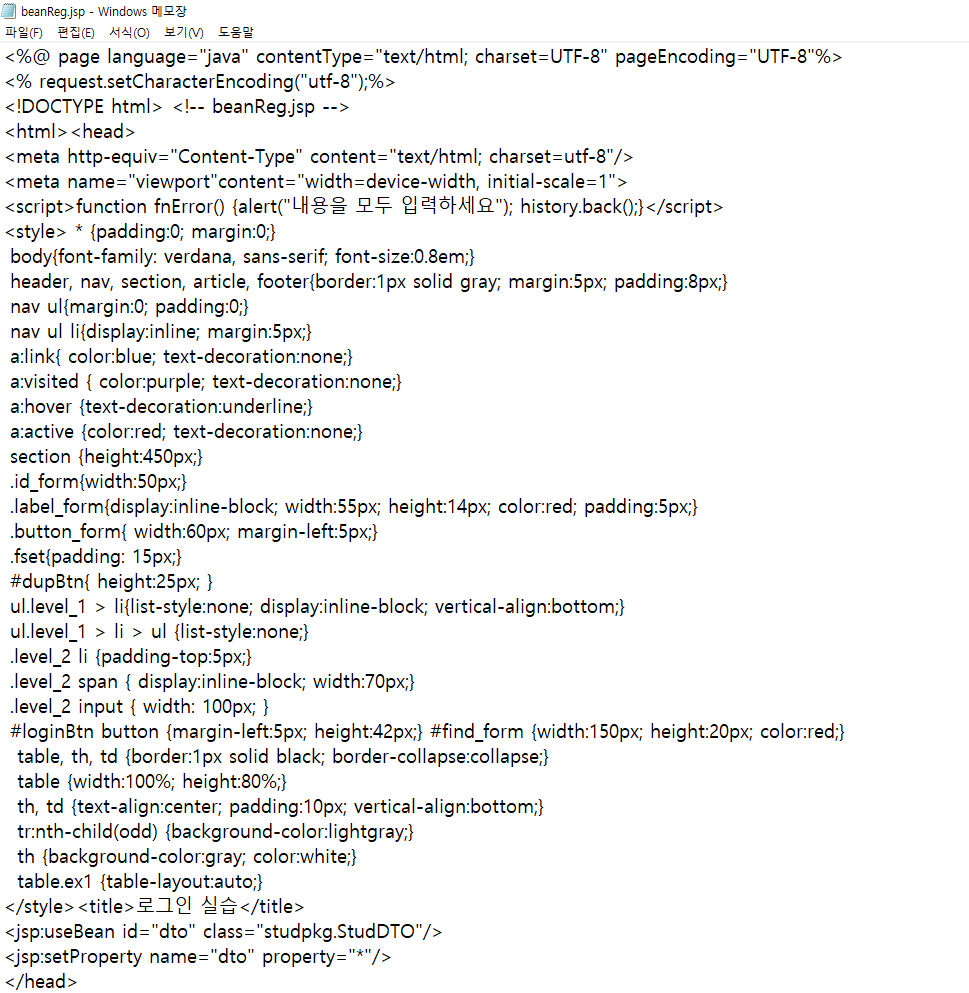 beanReg.jsp - Windows 메모장
파일(F) 편집(E) 서식(O) 보기(V) 도움말
<%@ page language="java" contentType="text/html; charset=UTF-8" pageEncoding="UTF-8"%>
<% request.setCharacterEncoding("utf-8");%>
<!DOCTYPE html> <!-- beanReg.jsp -->
<html><head>
<meta http-equiv="Content-Type" content="text/html; charset=utf-8"/>
<meta name="viewport"content="width=device-width, initial-scale=1">
<script>function fnError() {alert("내용을 모두 입력하세요"); history.back();}</script>
<style> * {padding:0; margin:0;}
body{font-family: verdana, sans-serif; font-size:0.8em;}
header, nav, section, article, footer{border:1px solid gray; margin:5px; padding:8px;}
nav ul{margin:0; padding:0;}
nav ul li{display:inline; margin:5px;}
a:link{ color:blue; text-decoration:none;}
a:visited { color:purple; text-decoration:none;}
a:hover {text-decoration:underline;}
a:active {color:red; text-decoration:none;}
section {height:450px;}
.id_form{width:50px;}
.label_form{display:inline-block; width:55px; height:14px; color:red; padding:5px;}
.button_form{ width:60px; margin-left:5px;}
.fset{padding: 15px;}
#dupBtn{ height:25px; }
ul.level_1 > li{list-style:none; display:inline-block; vertical-align:bottom;}
ul.level_1 > li > ul {list-style:none;}
.level_2 li {padding-top:5px;}
.level_2 span { display:inline-block; width:70px;}
.level_2 input { width: 100px; }
#loginBtn button {margin-left:5px; height:42px;} #find_form {width:150px; height:20px; color:red;}
table, th, td {border:1px solid black; border-collapse:collapse;}
table {width:100%; height:80%;}
th, td {text-align:center; padding:10px; vertical-align:bottom;}
tr:nth-child(odd) {background-color:lightgray;}
th {background-color:gray; color:white;}
table.ex1 {table-layout:auto;}
</style><title>로그인 실습</title>
<jsp:useBean id="dto" class="studpkg.StudDTO"/>
<jsp:setProperty name="dto" property="*"/>
</head>